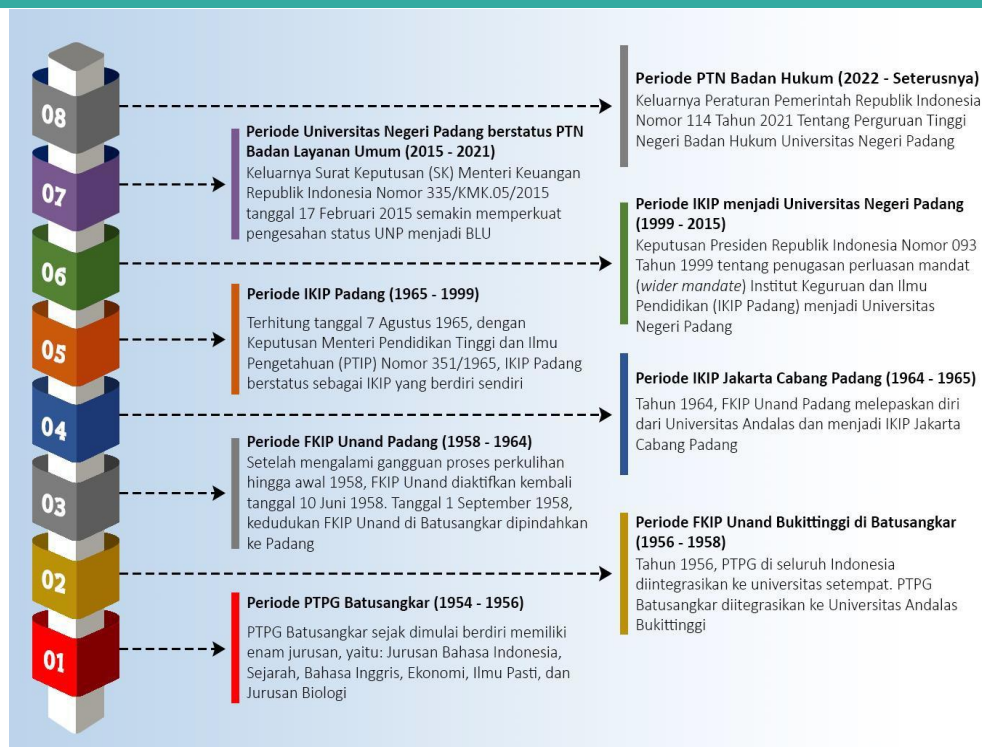 08
Periode PTN Badan Hukum (2022 - Seterusnya)
Keluarnya Peraturan Pemerintah Republik Indonesia
Nomor 114 Tahun 2021 Tentang Perguruan Tinggi
Negeri Badan Hukum Universitas Negeri Padang
07
Periode Universitas Negeri Padang berstatus PTN
Badan Layanan Umum (2015 - 2021)
Keluarnya Surat Keputusan (SK) Menteri Keuangan
Republik Indonesia Nomor 335/KMK.05/2015
tanggal 17 Februari 2015 semakin memperkuat
pengesahan status UNP menjadi BLU
06
Periode IKIP menjadi Universitas Negeri Padang
(1999 - 2015)
Keputusan Presiden Republik Indonesia Nomor 093
Tahun 1999 tentang penugasan perluasan mandat
(wider mandate) Institut Keguruan dan Ilmu
Pendidikan (IKIP Padang) menjadi Universitas
Negeri Padang
05
Periode IKIP Padang (1965 - 1999)
Terhitung tanggal 7 Agustus 1965, dengan
Keputusan Menteri Pendidikan Tinggi dan Ilmu
Pengetahuan (PTIP) Nomor 351/1965, IKIP Padang
berstatus sebagai IKIP yang berdiri sendiri
04
Periode IKIP Jakarta Cabang Padang (1964 - 1965)
Tahun 1964, FKIP Unand Padang melepaskan diri
dari Universitas Andalas dan menjadi IKIP Jakarta
Cabang Padang
03
Periode FKIP Unand Padang (1958 - 1964)
Setelah mengalami gangguan proses perkulihan
hingga awal 1958, FKIP Unand diaktifkan kembali
tanggal 10 Juni 1958. Tanggal 1 September 1958,
kedudukan FKIP Unand di Batusangkar dipindahkan
ke Padang
02
Periode FKIP Unand Bukittinggi di Batusangkar
(1956 - 1958)
Tahun 1956, PTPG di seluruh Indonesia
diintegrasikan ke universitas setempat. PTPG
Batusangkar diitegrasikan ke Universitas Andalas
Bukittinggi
01
Periode PTPG Batusangkar (1954 - 1956)
PTPG Batusangkar sejak dimulai berdiri memiliki
enam jurusan, yaitu: Jurusan Bahasa Indonesia,
Sejarah, Bahasa Inggris, Ekonomi, Ilmu Pasti, dan
Jurusan Biologi